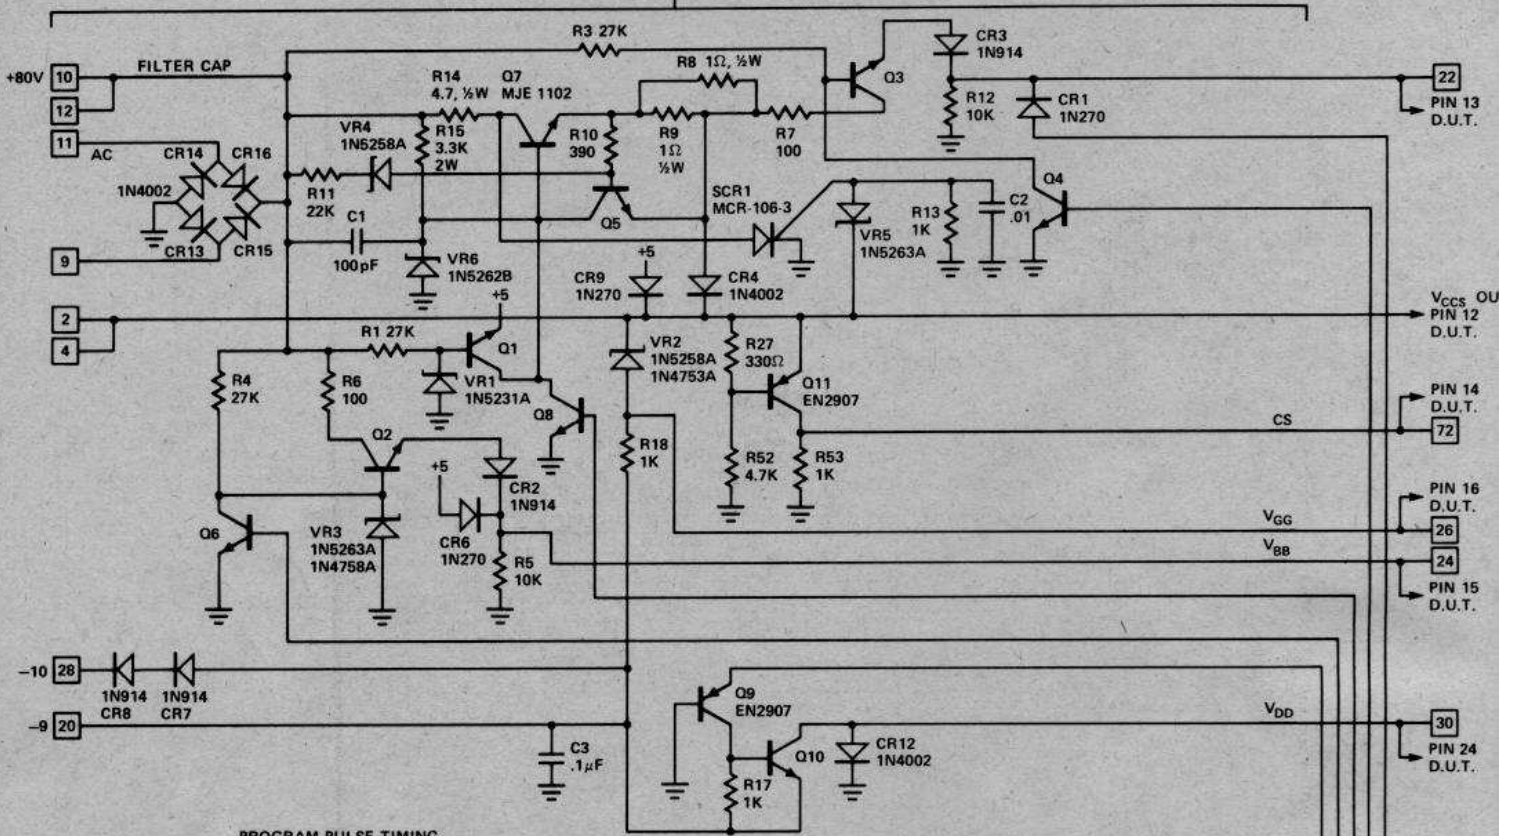 R3 27K
CR3
1N914
+80V 10
FILTER CAP
R8 1Ω, ½W
Q3
22
12
R14
4.7, ½W
Q7
MJE 1102
R12
10K
CR1
1N270
PIN 13
D.U.T.
11
AC
VR4
1N5258A
R15
3.3K
2W
R10
390
R9
1Ω
½W
R7
100
CR14
CR16
1N4002
R11
22K
SCR1
MCR-106-3
Q4
C1
100pF
Q5
R13
1K
C2
.01
CR13
CR15
VR5
1N5263A
9
VR6
1N5262B
+5
CR9
1N270
CR4
1N4002
+5
2
VCCS OU
PIN 12
D.U.T.
4
R1 27K
Q1
VR2
1N5258A
1N4753A
R27
330Ω
R4
27K
R6
100
VR1
1N5231A
Q8
Q11
EN2907
PIN 14
D.U.T.
CS
72
Q2
R18
1K
R52
4.7K
R53
1K
+5
CR2
1N914
PIN 16
D.U.T.
Q6
VR3
1N5263A
1N4758A
CR6
1N270
R5
10K
VGG
26
VBB
24
PIN 15
D.U.T.
–10 28
1N914
CR8
1N914
CR7
Q9
EN2907
–9 20
VDD
30
C3
.1μF
Q10
CR12
1N4002
PIN 24
D.U.T.
R17
1K
PROGRAM PULSE TIMING